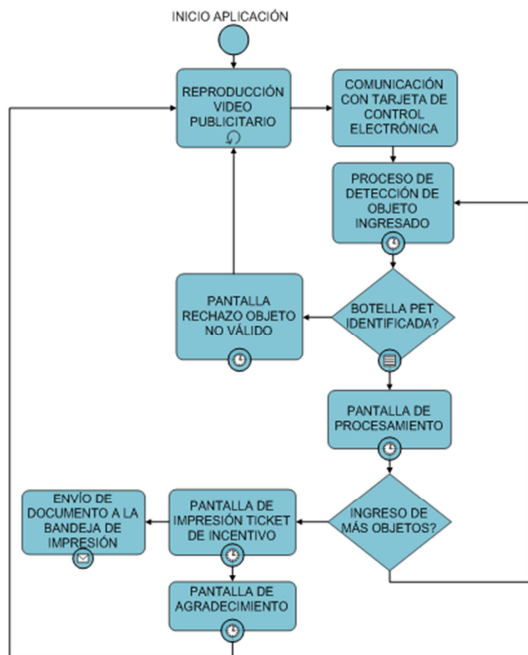 INICIO APLICACIÓN
REPRODUCCIÓN
VIDEO
PUBLICITARIO
COMUNICACIÓN
CON TARJETA DE
CONTROL
ELECTRÓNICA
PROCESO DE
DETECCIÓN DE
OBJETO
INGRESADO
PANTALLA
RECHAZO OBJETO
NO VÁLIDO
BOTELLA PET
IDENTIFICADA?
PANTALLA DE
PROCESAMIENTO
ENVÍO DE
DOCUMENTO A LA
BANDEJA DE
IMPRESIÓN
PANTALLA DE
IMPRESIÓN TICKET
DE INCENTIVO
INGRESO DE
MÁS OBJETOS?
PANTALLA DE
AGRADECIMIENTO